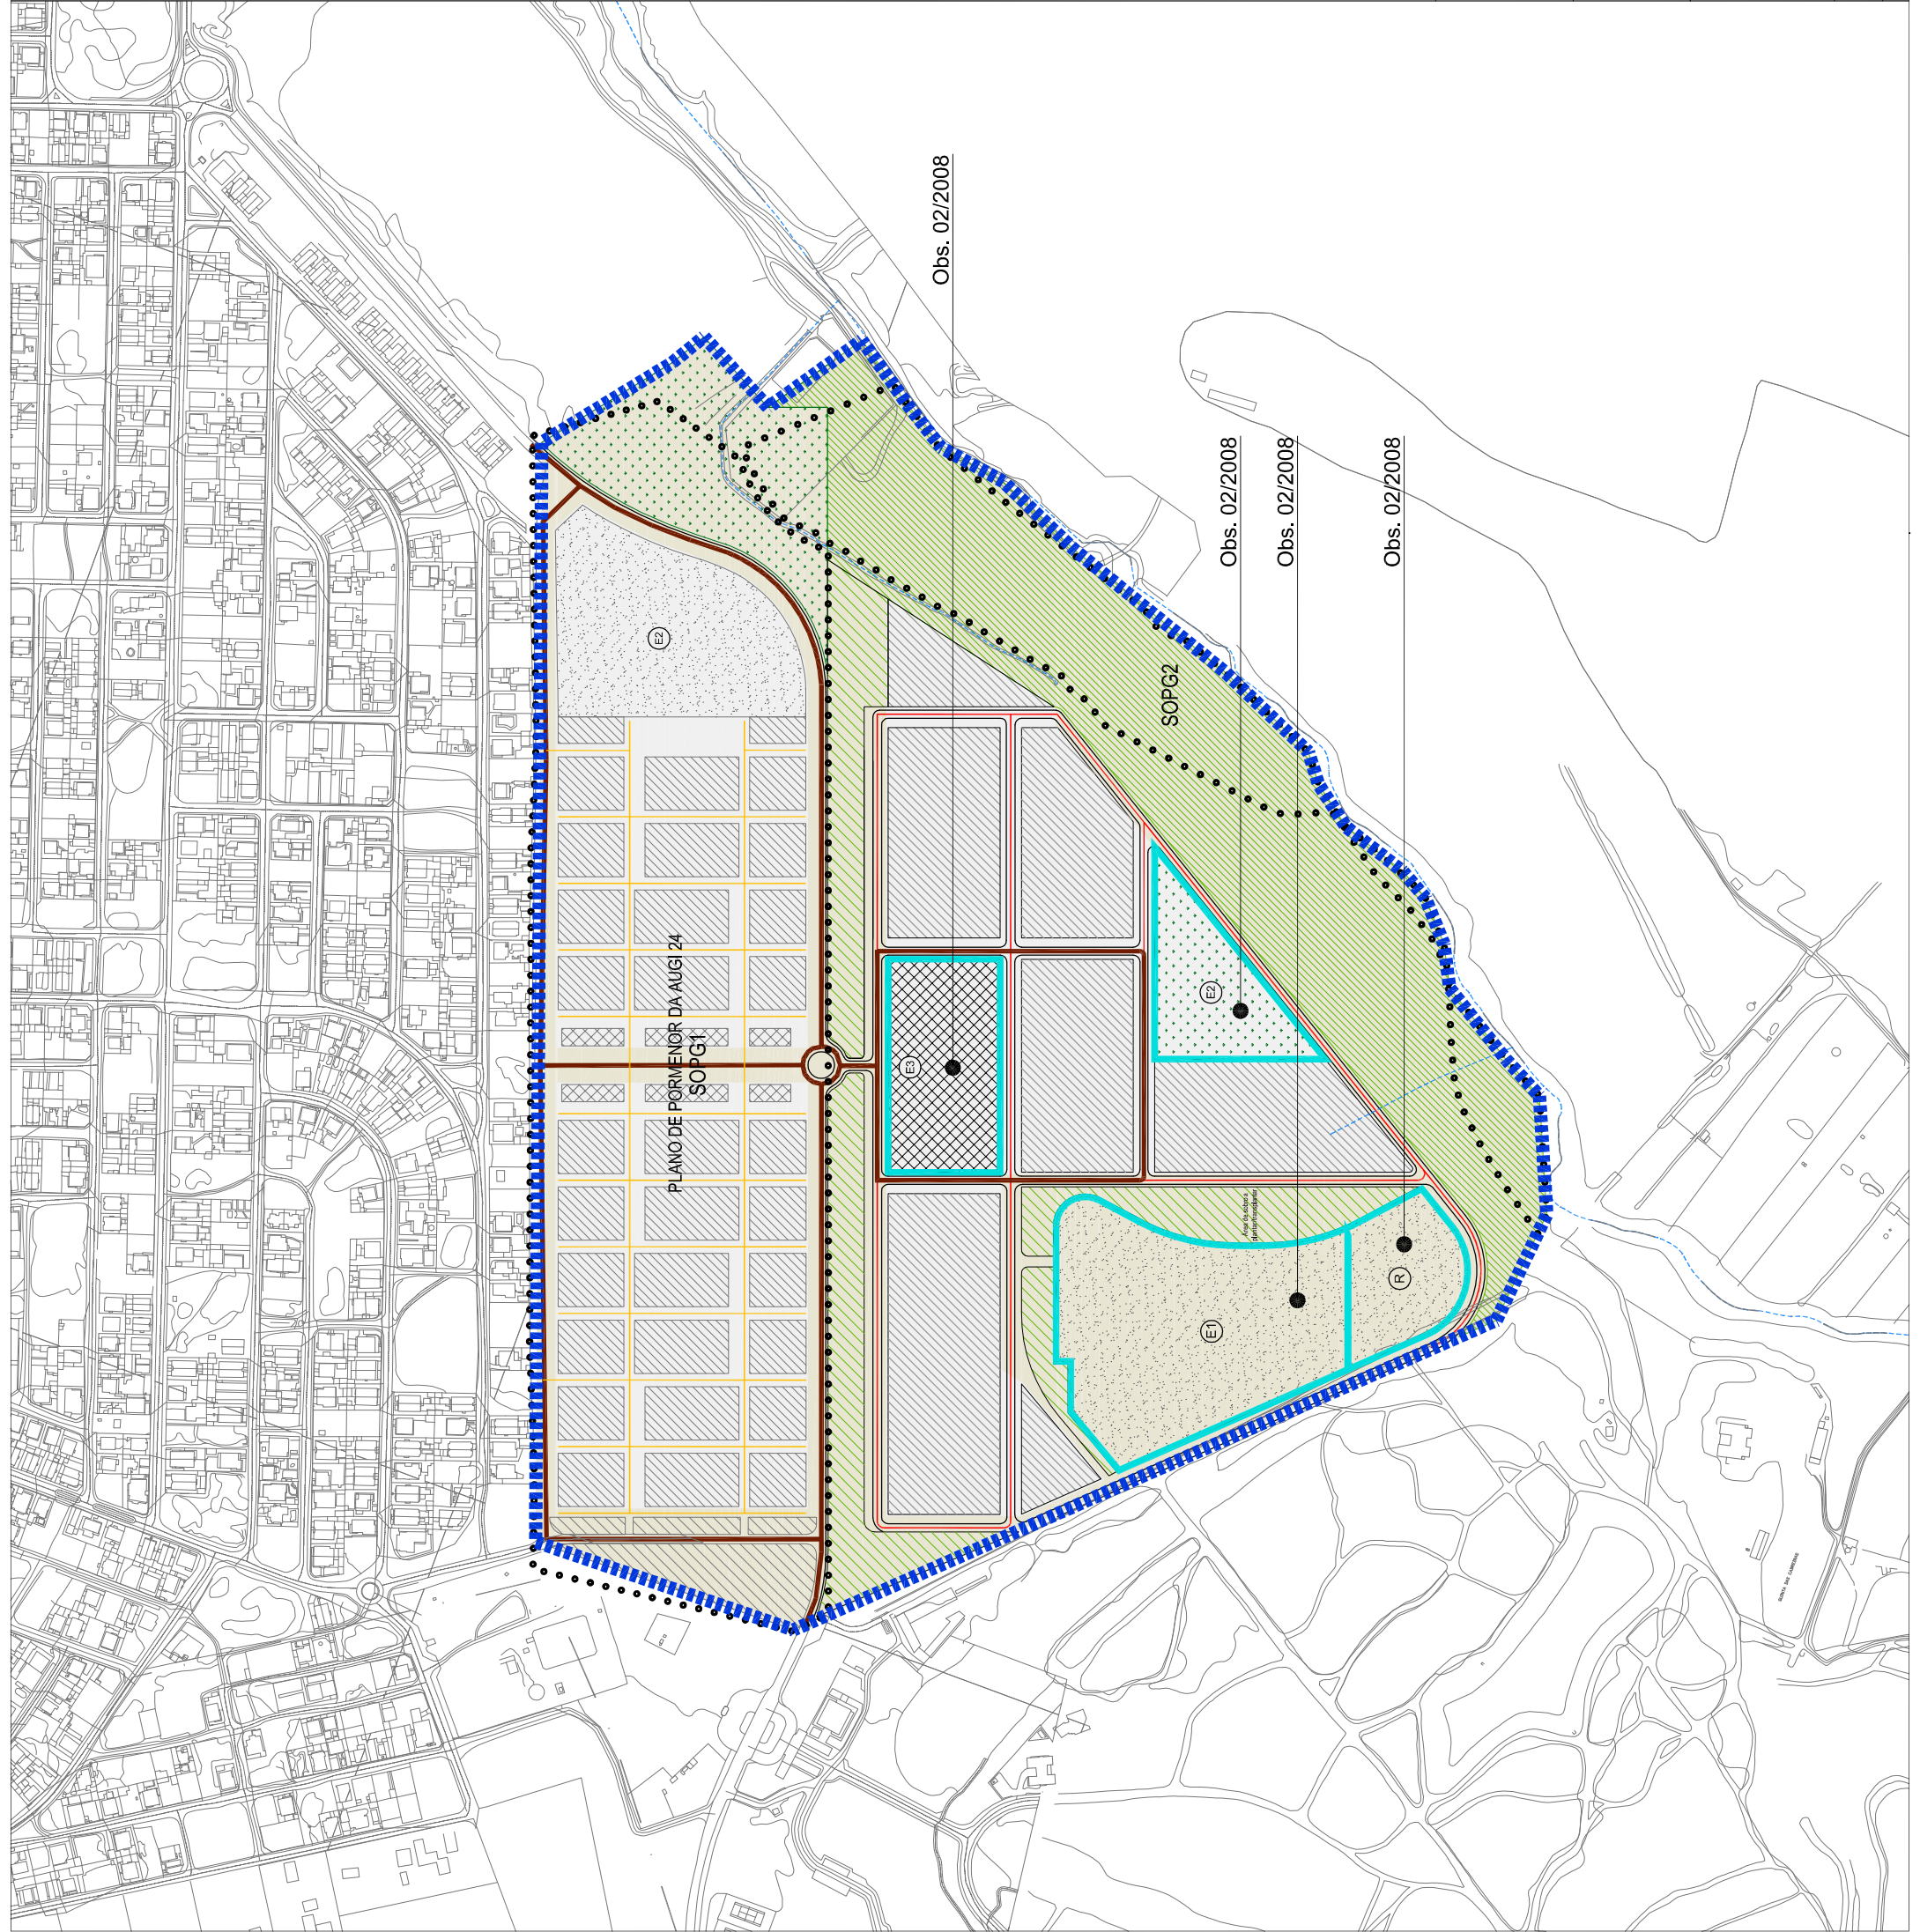 Obs. 02/2008
Obs. 02/2008
Obs. 02/2008
Obs. 02/2008
E2
SOPG2
PLANO DE PORMENOR DA AUGI 24
SOPG1
E3
E2
E1
R